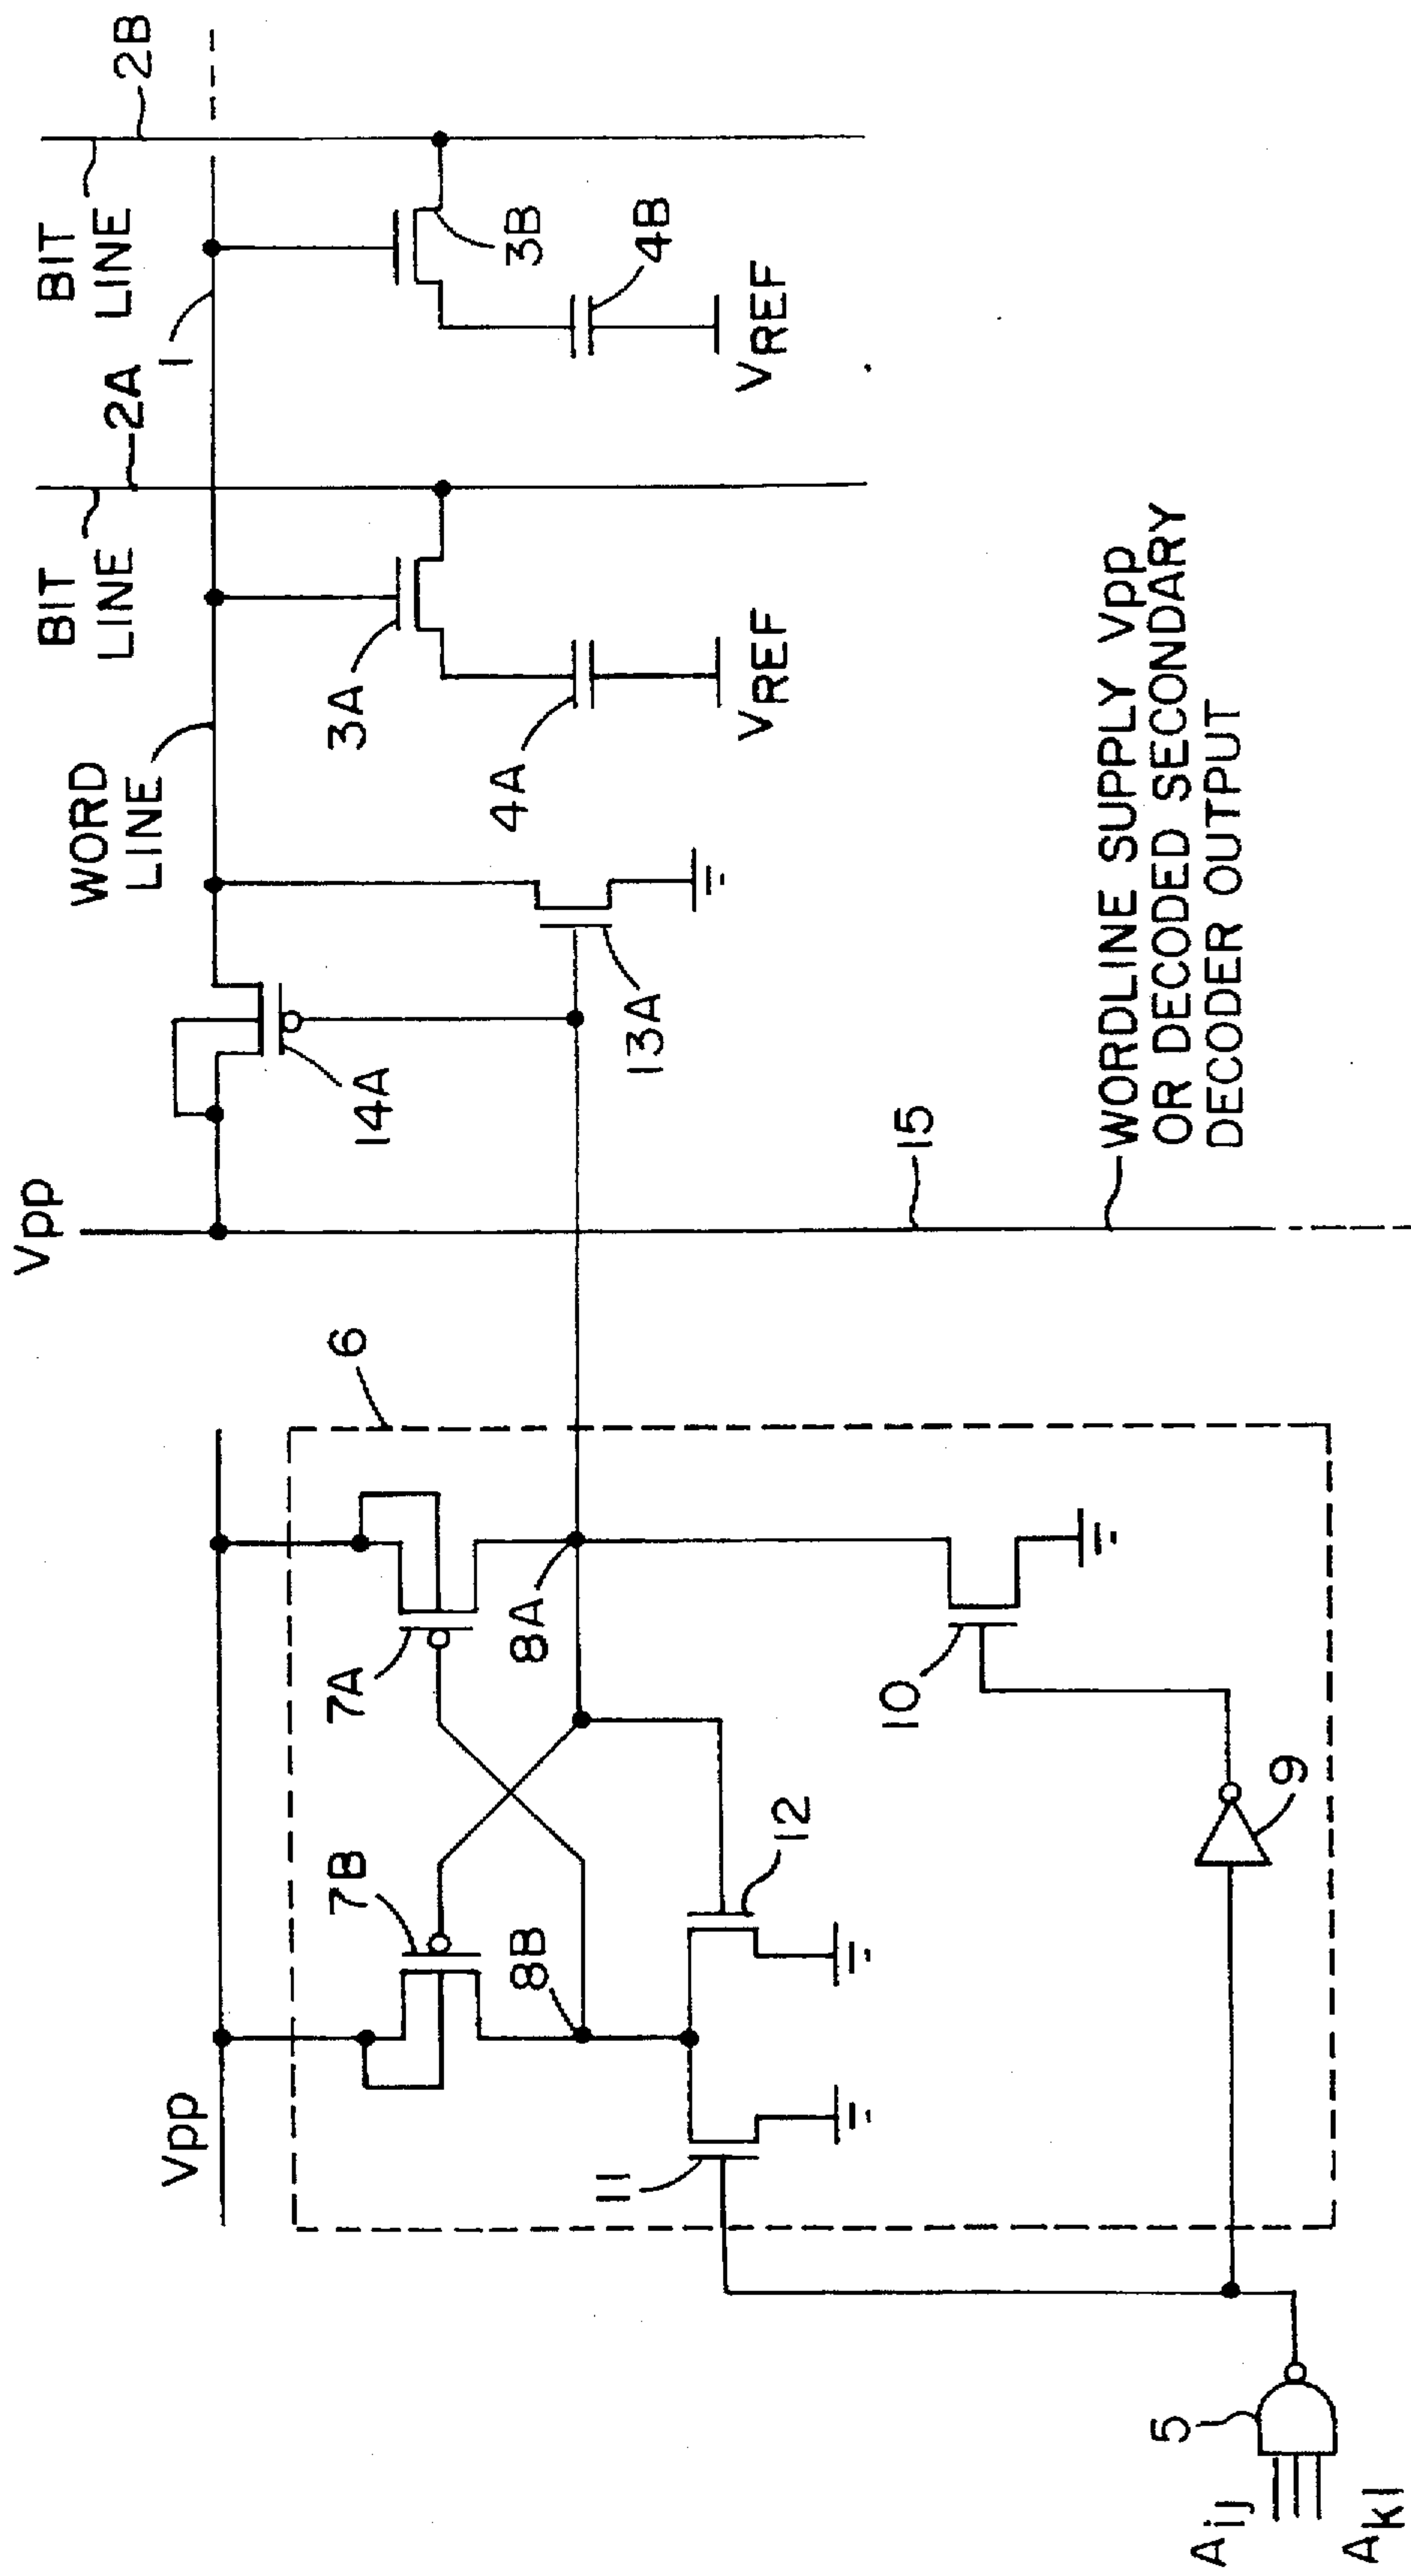 Vpp
Vpp
BIT
LINE
2A
BIT
LINE
2B
WORD
LINE
1
14A
3A
3B
4A
4B
13A
VREF
VREF
6
7B
7A
8B
8A
11
12
10
9
15
WORDLINE SUPPLY Vpp
OR DECODED SECONDARY
DECODER OUTPUT
5
Aij
Akl